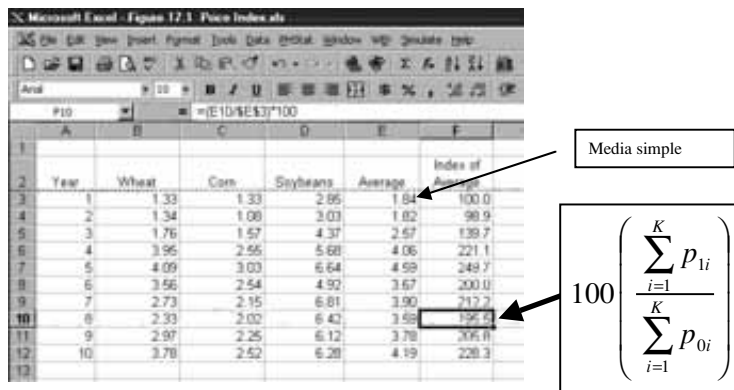 Microsoft Excel - Figure 17.1 Price Index.xls
File Edit View Insert Format Tools Data PHStat Window Simulate Help
Arial 10 B I U $ % ,
F10 = =(E10/$E$3)*100
A B C D E F
1
2 Year Wheat Corn Soybeans Average Index of Average
3 1 1.33 1.33 2.85 1.84 100.0
4 2 1.34 1.08 3.03 1.82 98.9
5 3 1.76 1.57 4.37 2.57 139.7
6 4 3.95 2.55 5.68 4.06 221.1
7 5 4.09 3.03 6.64 4.59 249.7
8 6 3.56 2.54 4.92 3.67 200.0
9 7 2.73 2.15 6.81 3.90 212.2
10 8 2.33 2.02 6.42 3.59 195.5
11 9 2.97 2.25 6.12 3.78 205.8
12 10 3.78 2.52 6.28 4.19 228.3
13
Media simple
100 ( ∑_{i=1}^{K} p_{1i} / ∑_{i=1}^{K} p_{0i} )